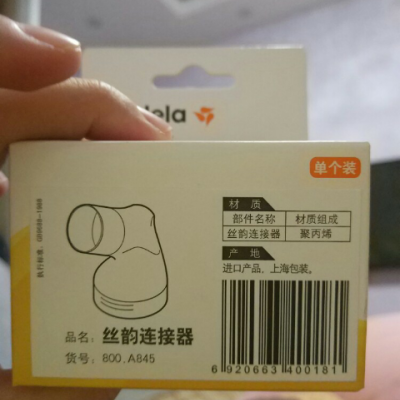 dela
单个装
材 质
部件名称 材质组成
丝韵连接器 聚丙烯
产 地
进口产品，上海包装。
品名: 丝韵连接器
货号: 800.A845
6 920663 400181